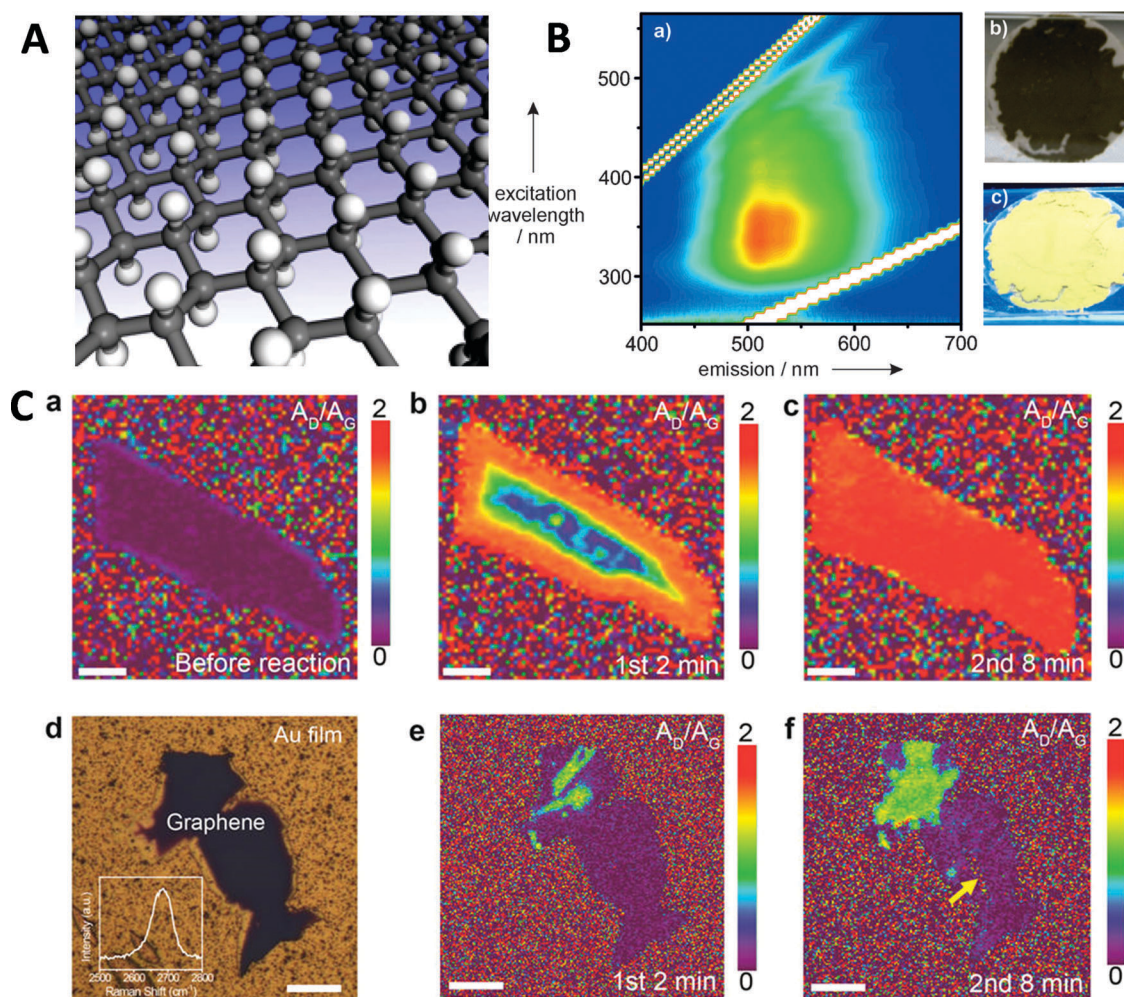 A
B
a)
500
400
300
400
500
600
700
excitation
wavelength
/ nm
emission / nm
b)
c)
C
a
A_D/A_G
2
0
Before reaction
b
A_D/A_G
2
0
1st 2 min
c
A_D/A_G
2
0
2nd 8 min
d
Au film
Graphene
Intensity (a.u.)
2500
2600
2700
2800
Raman Shift (cm⁻¹)
e
A_D/A_G
2
0
1st 2 min
f
A_D/A_G
2
0
2nd 8 min